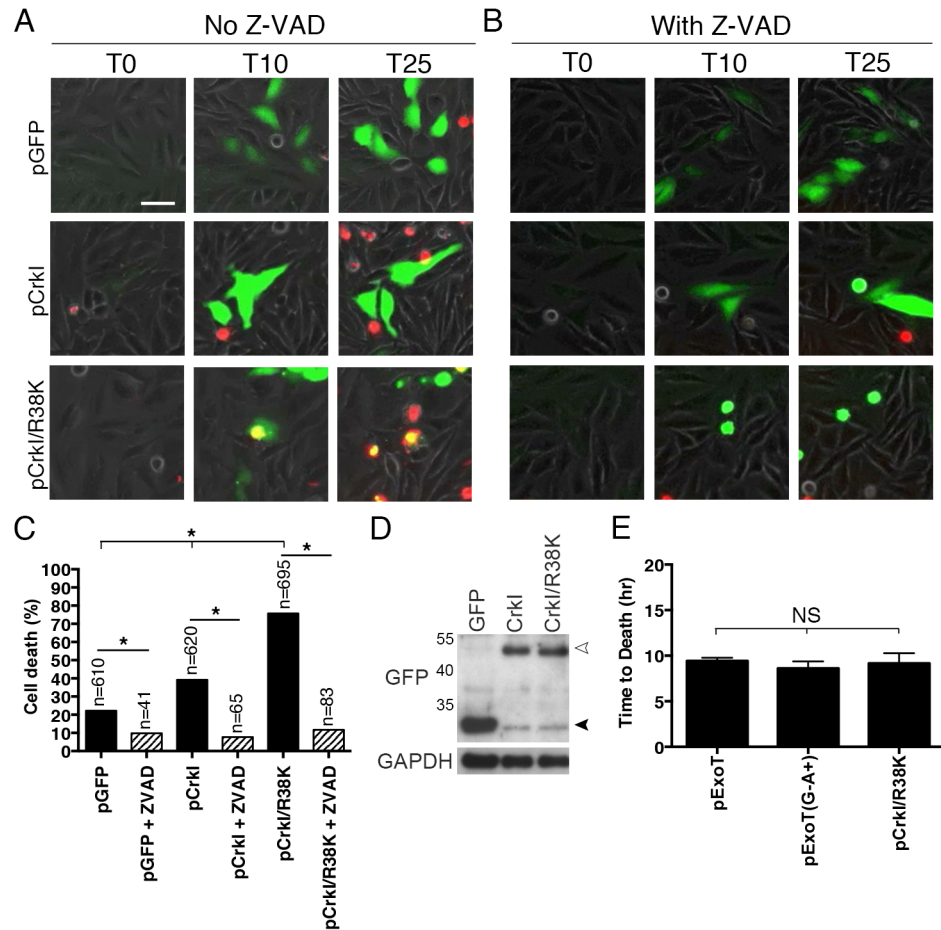 A
No Z-VAD
T0 T10 T25
pGFP
pCrkI
pCrkI/R38K
B
With Z-VAD
T0 T10 T25
C
Cell death (%)
100
90
80
70
60
50
40
30
20
10
0
*
*
*
*
n=610
n=41
n=620
n=65
n=695
n=83
pGFP
pGFP + ZVAD
pCrkI
pCrkI + ZVAD
pCrkI/R38K
pCrkI/R38K + ZVAD
D
GFP
CrkI
CrkI/R38K
GFP
55
40
35
GAPDH
E
Time to Death (hr)
20
15
10
5
0
NS
pExoT
pExoT(G-A+)
pCrkI/R38K